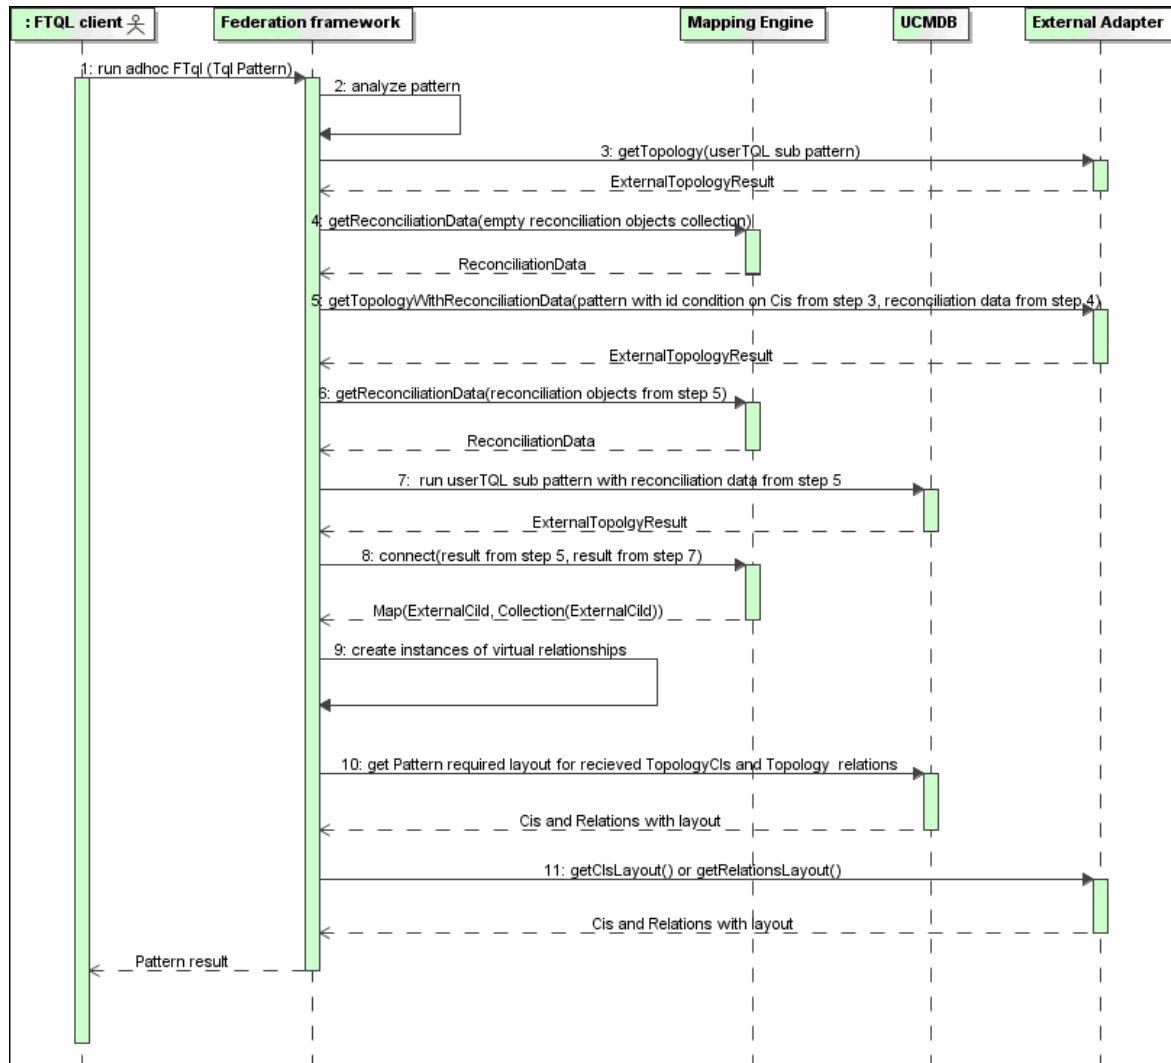 : FTQL client
Federation framework
Mapping Engine
UCMDB
External Adapter
1: run adhoc FTql (Tql Pattern)
2: analyze pattern
3: getTopology(userTQL sub pattern)
ExternalTopologyResult
4: getReconciliationData(empty reconciliation objects collection)
ReconciliationData
5: getTopologyWithReconciliationData(pattern with id condition on Cis from step 3, reconciliation data from step 4)
ExternalTopologyResult
6: getReconciliationData(reconciliation objects from step 5)
ReconciliationData
7: run userTQL sub pattern with reconciliation data from step 5
ExternalTopolgyResult
8: connect(result from step 5, result from step 7)
Map(ExternalCiId, Collection(ExternalCiId))
9: create instances of virtual relationships
10: get Pattern required layout for recieved TopologyCIs and Topology relations
Cis and Relations with layout
11: getCIsLayout() or getRelationsLayout()
Cis and Relations with layout
Pattern result